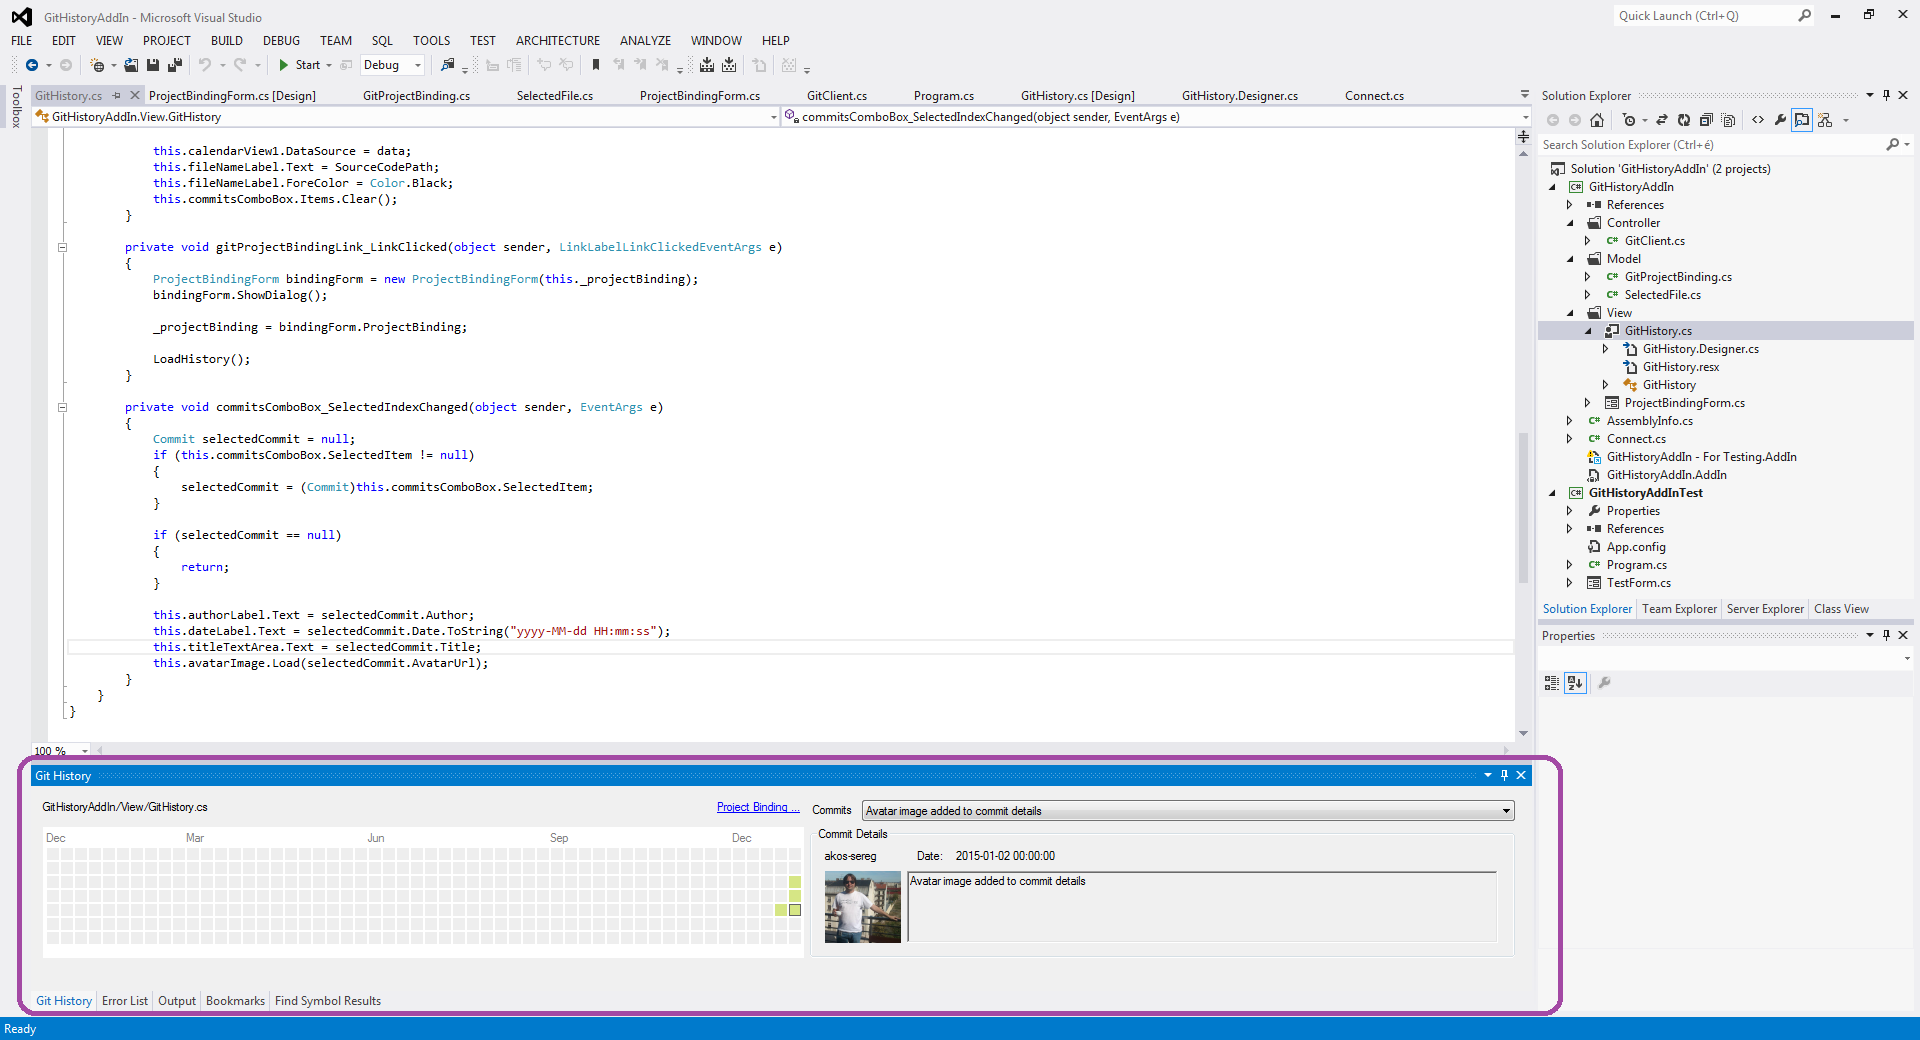 GitHistoryAddIn - Microsoft Visual Studio
Quick Launch (Ctrl+Q)
FILE EDIT VIEW PROJECT BUILD DEBUG TEAM SQL TOOLS TEST ARCHITECTURE ANALYZE WINDOW HELP
Start Debug
Toolbox
GitHistory.cs ProjectBindingForm.cs [Design] GitProjectBinding.cs SelectedFile.cs ProjectBindingForm.cs GitClient.cs Program.cs GitHistory.cs [Design] GitHistory.Designer.cs Connect.cs
GitHistoryAddIn.View.GitHistory commitsComboBox_SelectedIndexChanged(object sender, EventArgs e)
this.calendarView1.DataSource = data;
this.fileNameLabel.Text = SourceCodePath;
this.fileNameLabel.ForeColor = Color.Black;
this.commitsComboBox.Items.Clear();
}
private void gitProjectBindingLink_LinkClicked(object sender, LinkLabelLinkClickedEventArgs e)
{
ProjectBindingForm bindingForm = new ProjectBindingForm(this._projectBinding);
bindingForm.ShowDialog();
_projectBinding = bindingForm.ProjectBinding;
LoadHistory();
}
private void commitsComboBox_SelectedIndexChanged(object sender, EventArgs e)
{
Commit selectedCommit = null;
if (this.commitsComboBox.SelectedItem != null)
{
selectedCommit = (Commit)this.commitsComboBox.SelectedItem;
}
if (selectedCommit == null)
{
return;
}
this.authorLabel.Text = selectedCommit.Author;
this.dateLabel.Text = selectedCommit.Date.ToString("yyyy-MM-dd HH:mm:ss");
this.titleTextArea.Text = selectedCommit.Title;
this.avatarImage.Load(selectedCommit.AvatarUrl);
}
}
}
100 %
Solution Explorer
Search Solution Explorer (Ctrl+é)
Solution 'GitHistoryAddIn' (2 projects)
GitHistoryAddIn
References
Controller
GitClient.cs
Model
GitProjectBinding.cs
SelectedFile.cs
View
GitHistory.cs
GitHistory.Designer.cs
GitHistory.resx
GitHistory
ProjectBindingForm.cs
AssemblyInfo.cs
Connect.cs
GitHistoryAddIn - For Testing.AddIn
GitHistoryAddIn.AddIn
GitHistoryAddInTest
Properties
References
App.config
Program.cs
TestForm.cs
Solution Explorer Team Explorer Server Explorer Class View
Properties
Git History
GitHistoryAddIn/View/GitHistory.cs Project Binding ... Commits Avatar image added to commit details
Dec Mar Jun Sep Dec
Commit Details
akos-sereg Date: 2015-01-02 00:00:00
Avatar image added to commit details
Git History Error List Output Bookmarks Find Symbol Results
Ready